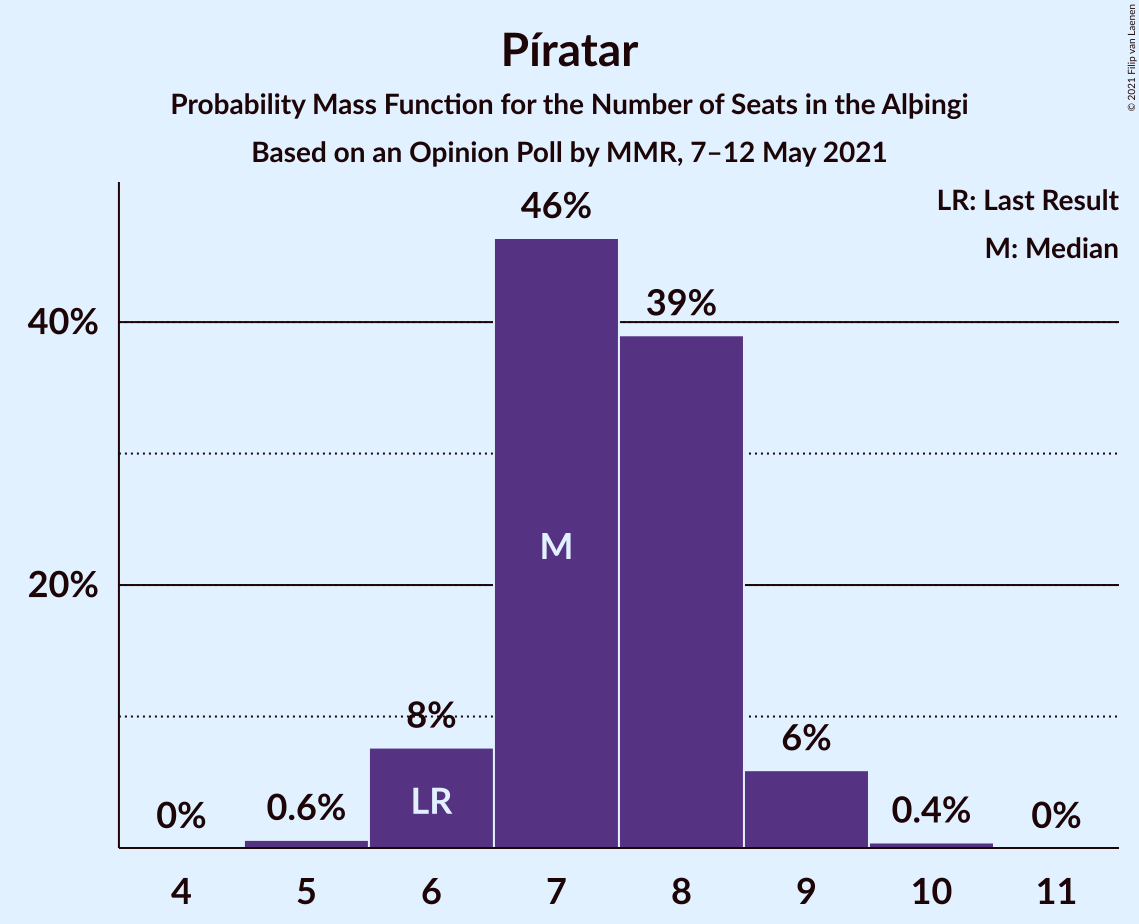 Píratar
Probability Mass Function for the Number of Seats in the Alþingi
Based on an Opinion Poll by MMR, 7–12 May 2021
© 2021 Filip van Laenen
LR: Last Result
M: Median
46%
39%
40%
M
20%
8%
6%
LR
0%
0.6%
0.4%
0%
4 5 6 7 8 9 10 11